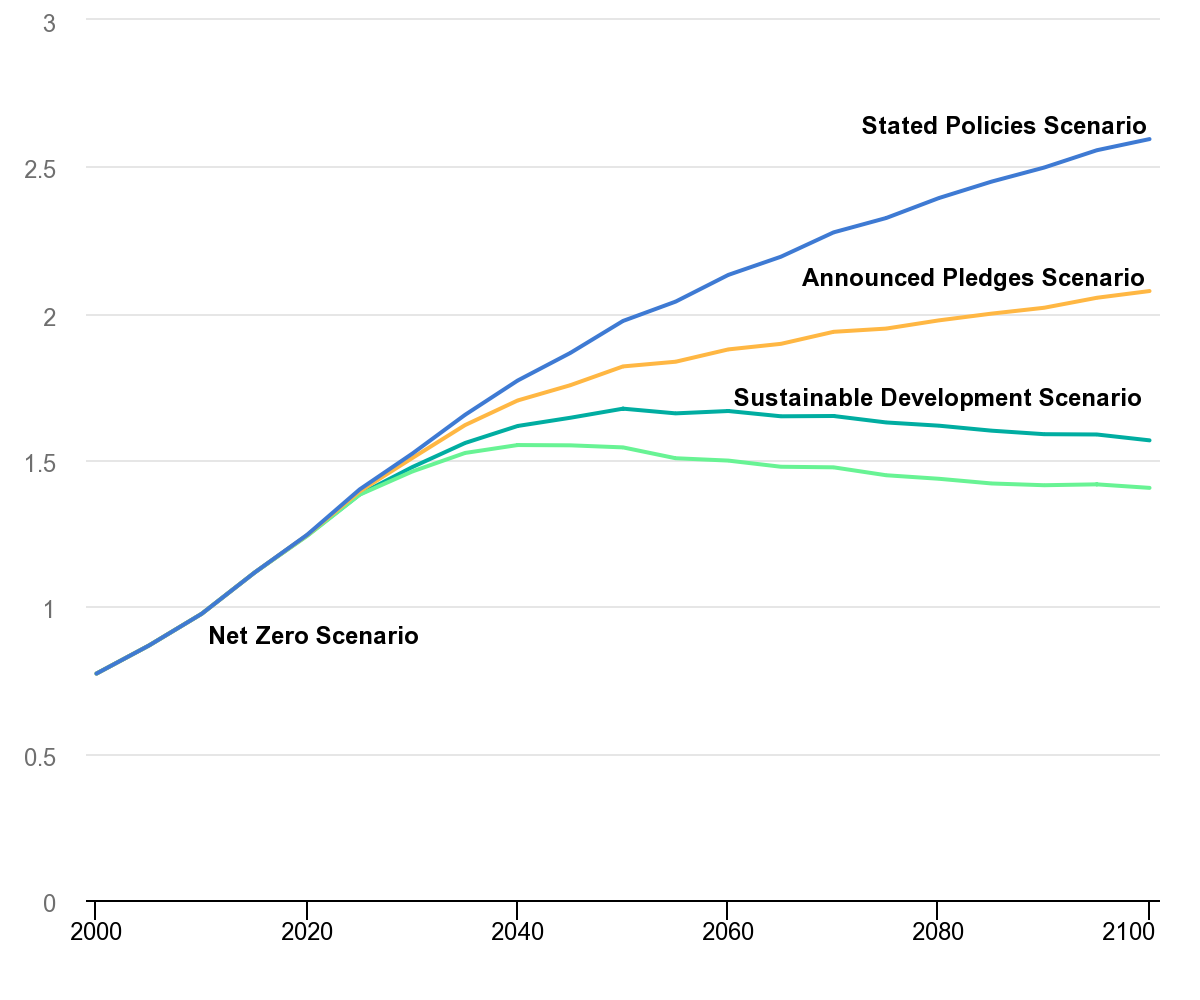 3
Stated Policies Scenario
2.5
Announced Pledges Scenario
2
Sustainable Development Scenario
1.5
1
Net Zero Scenario
0.5
0
2000 2020 2040 2060 2080 2100